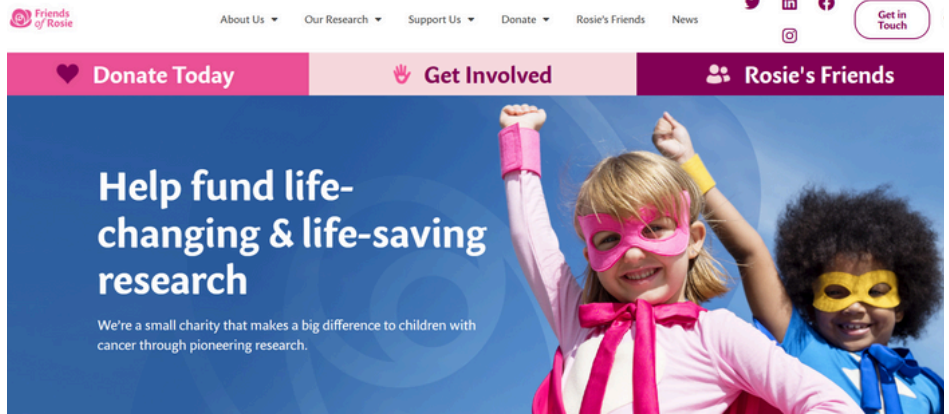 Friends
of Rosie
About Us
Our Research
Support Us
Donate
Rosie's Friends
News
Get in
Touch
Donate Today
Get Involved
Rosie's Friends
Help fund life-
changing & life-saving
research
We're a small charity that makes a big difference to children with
cancer through pioneering research.